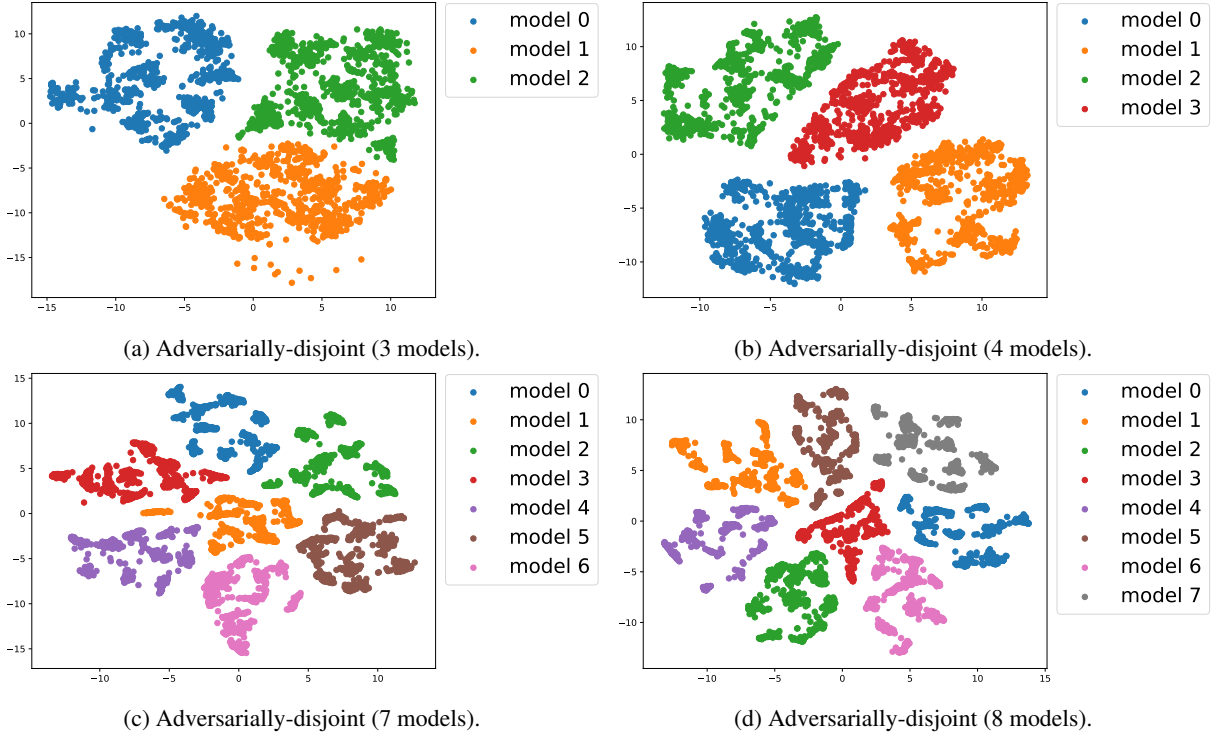 10
5
0
−5
−10
−15
−15
−10
−5
0
5
10
model 0
model 1
model 2
(a) Adversarially-disjoint (3 models).
10
5
0
−5
−10
−10
−5
0
5
10
model 0
model 1
model 2
model 3
(b) Adversarially-disjoint (4 models).
15
10
5
0
−5
−10
−15
−10
−5
0
5
10
model 0
model 1
model 2
model 3
model 4
model 5
model 6
(c) Adversarially-disjoint (7 models).
10
5
0
−5
−10
−10
−5
0
5
10
15
model 0
model 1
model 2
model 3
model 4
model 5
model 6
model 7
(d) Adversarially-disjoint (8 models).